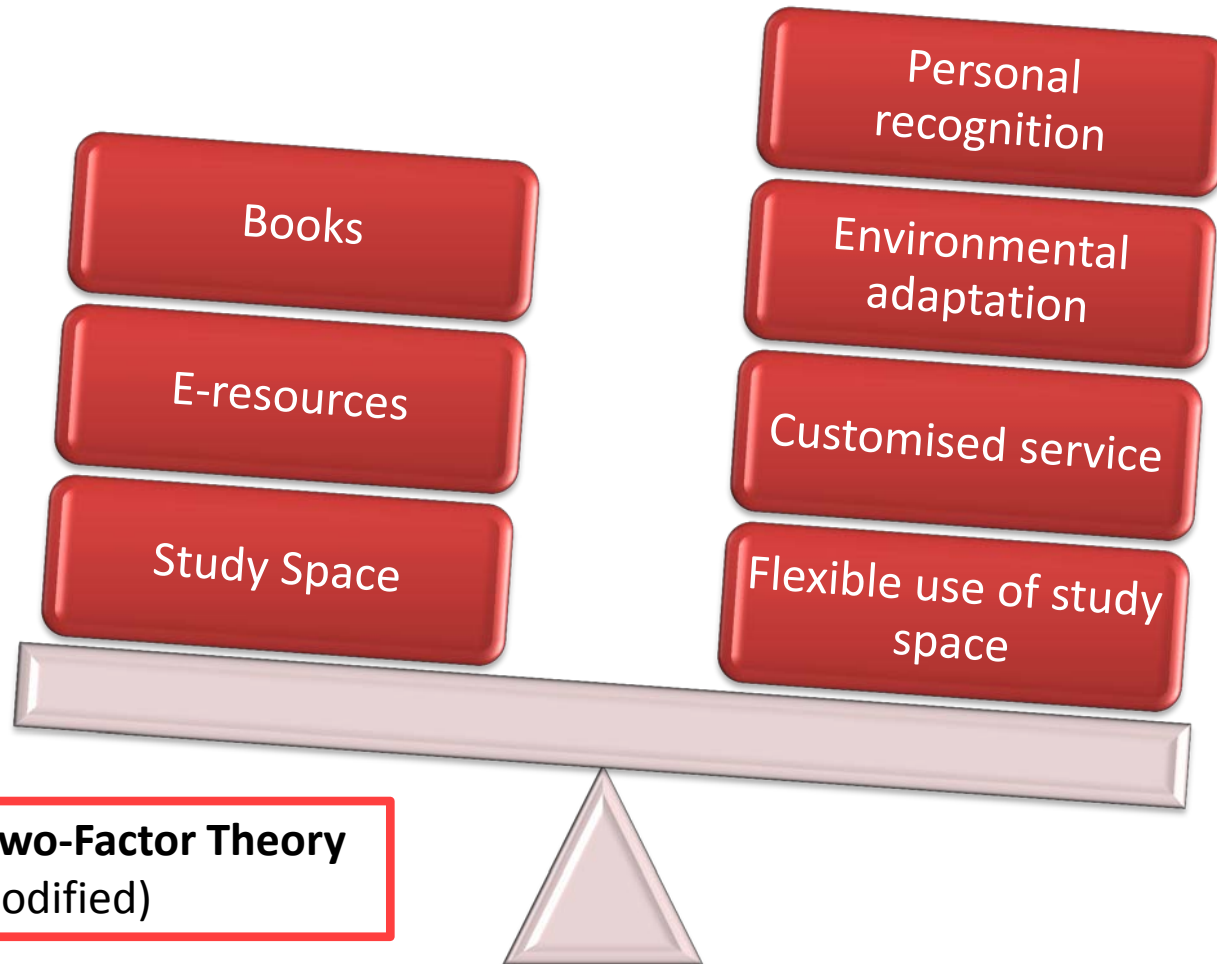 Books
E-resources
Study Space
Personal
recognition
Environmental
adaptation
Customised service
Flexible use of study
space
wo-Factor Theory
odified)